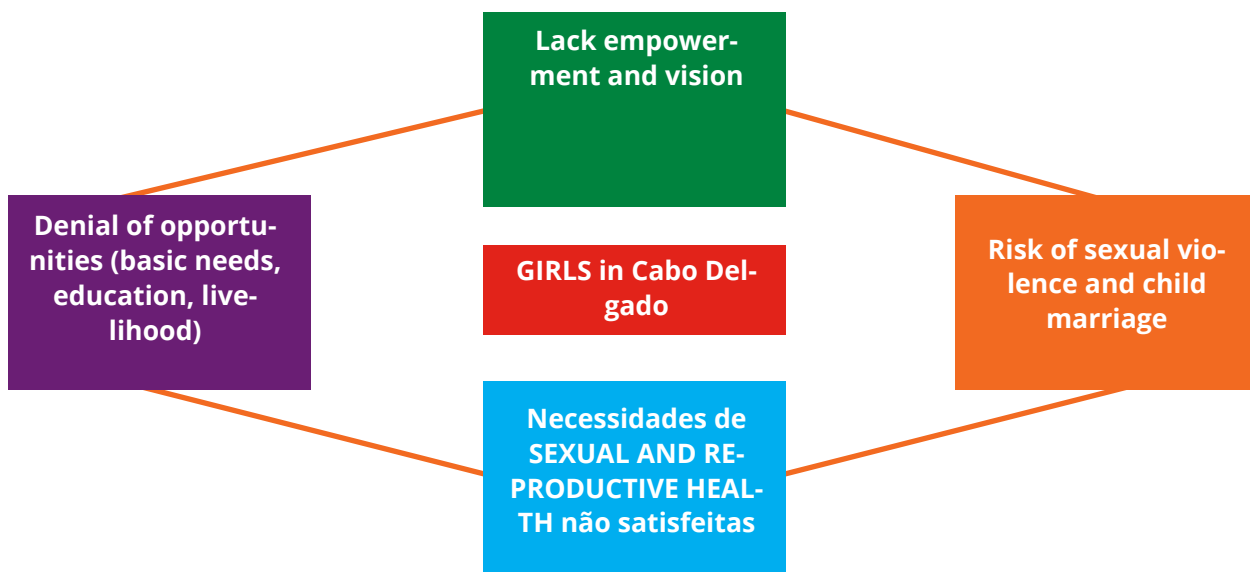 Lack empower-
ment and vision
Denial of opportu-
nities (basic needs,
education, live-
lihood)
GIRLS in Cabo Del-
gado
Risk of sexual vio-
lence and child
marriage
Necessidades de
SEXUAL AND RE-
PRODUCTIVE HEAL-
TH não satisfeitas